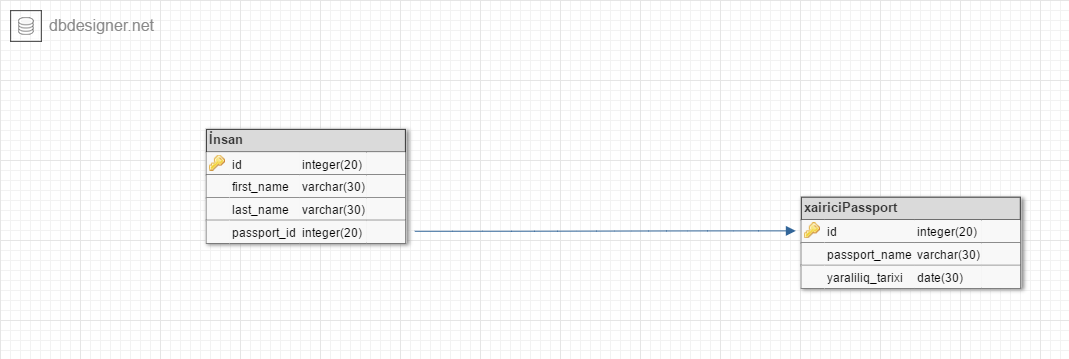 dbdesigner.net
İnsan
id integer(20)
first_name varchar(30)
last_name varchar(30)
passport_id integer(20)
xairiciPassport
id integer(20)
passport_name varchar(30)
yaraliliq_tarixi date(30)